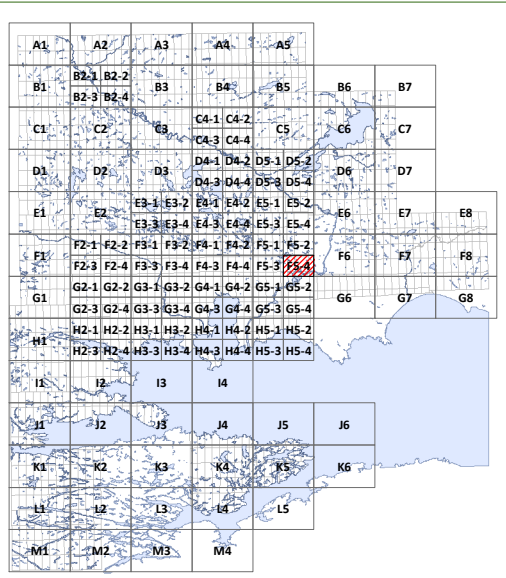 A1 A2 A3 A4 A5
B2-1 B2-2
B1 B3 B4 B5 B6 B7
B2-3 B2-4
C4-1 C4-2
C1 C2 C3 C5 C6 C7
C4-3 C4-4
D4-1 D4-2 D5-1 D5-2
D1 D2 D3 D6 D7
D4-3 D4-4 D5-3 D5-4
E3-1 E3-2 E4-1 E4-2 E5-1 E5-2
E1 E2 E6 E7 E8
E3-3 E3-4 E4-3 E4-4 E5-3 E5-4
F2-1 F2-2 F3-1 F3-2 F4-1 F4-2 F5-1 F5-2
F1 F6 F7 F8
F2-3 F2-4 F3-3 F3-4 F4-3 F4-4 F5-3 F5-4
G2-1 G2-2 G3-1 G3-2 G4-1 G4-2 G5-1 G5-2
G1 G6 G7 G8
G2-3 G2-4 G3-3 G3-4 G4-3 G4-4 G5-3 G5-4
H2-1 H2-2 H3-1 H3-2 H4-1 H4-2 H5-1 H5-2
H1
H2-3 H2-4 H3-3 H3-4 H4-3 H4-4 H5-3 H5-4
I1 I2 I3 I4
J1 J2 J3 J4 J5 J6
K1 K2 K3 K4 K5 K6
L1 L2 L3 L4 L5
M1 M2 M3 M4